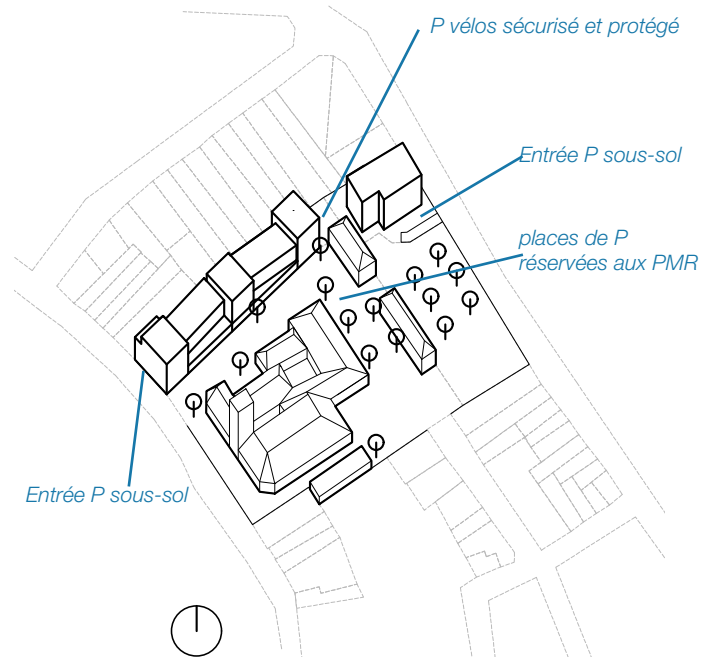 P vélos sécurisé et protégé
Entrée P sous-sol
places de P
réservées aux PMR
Entrée P sous-sol